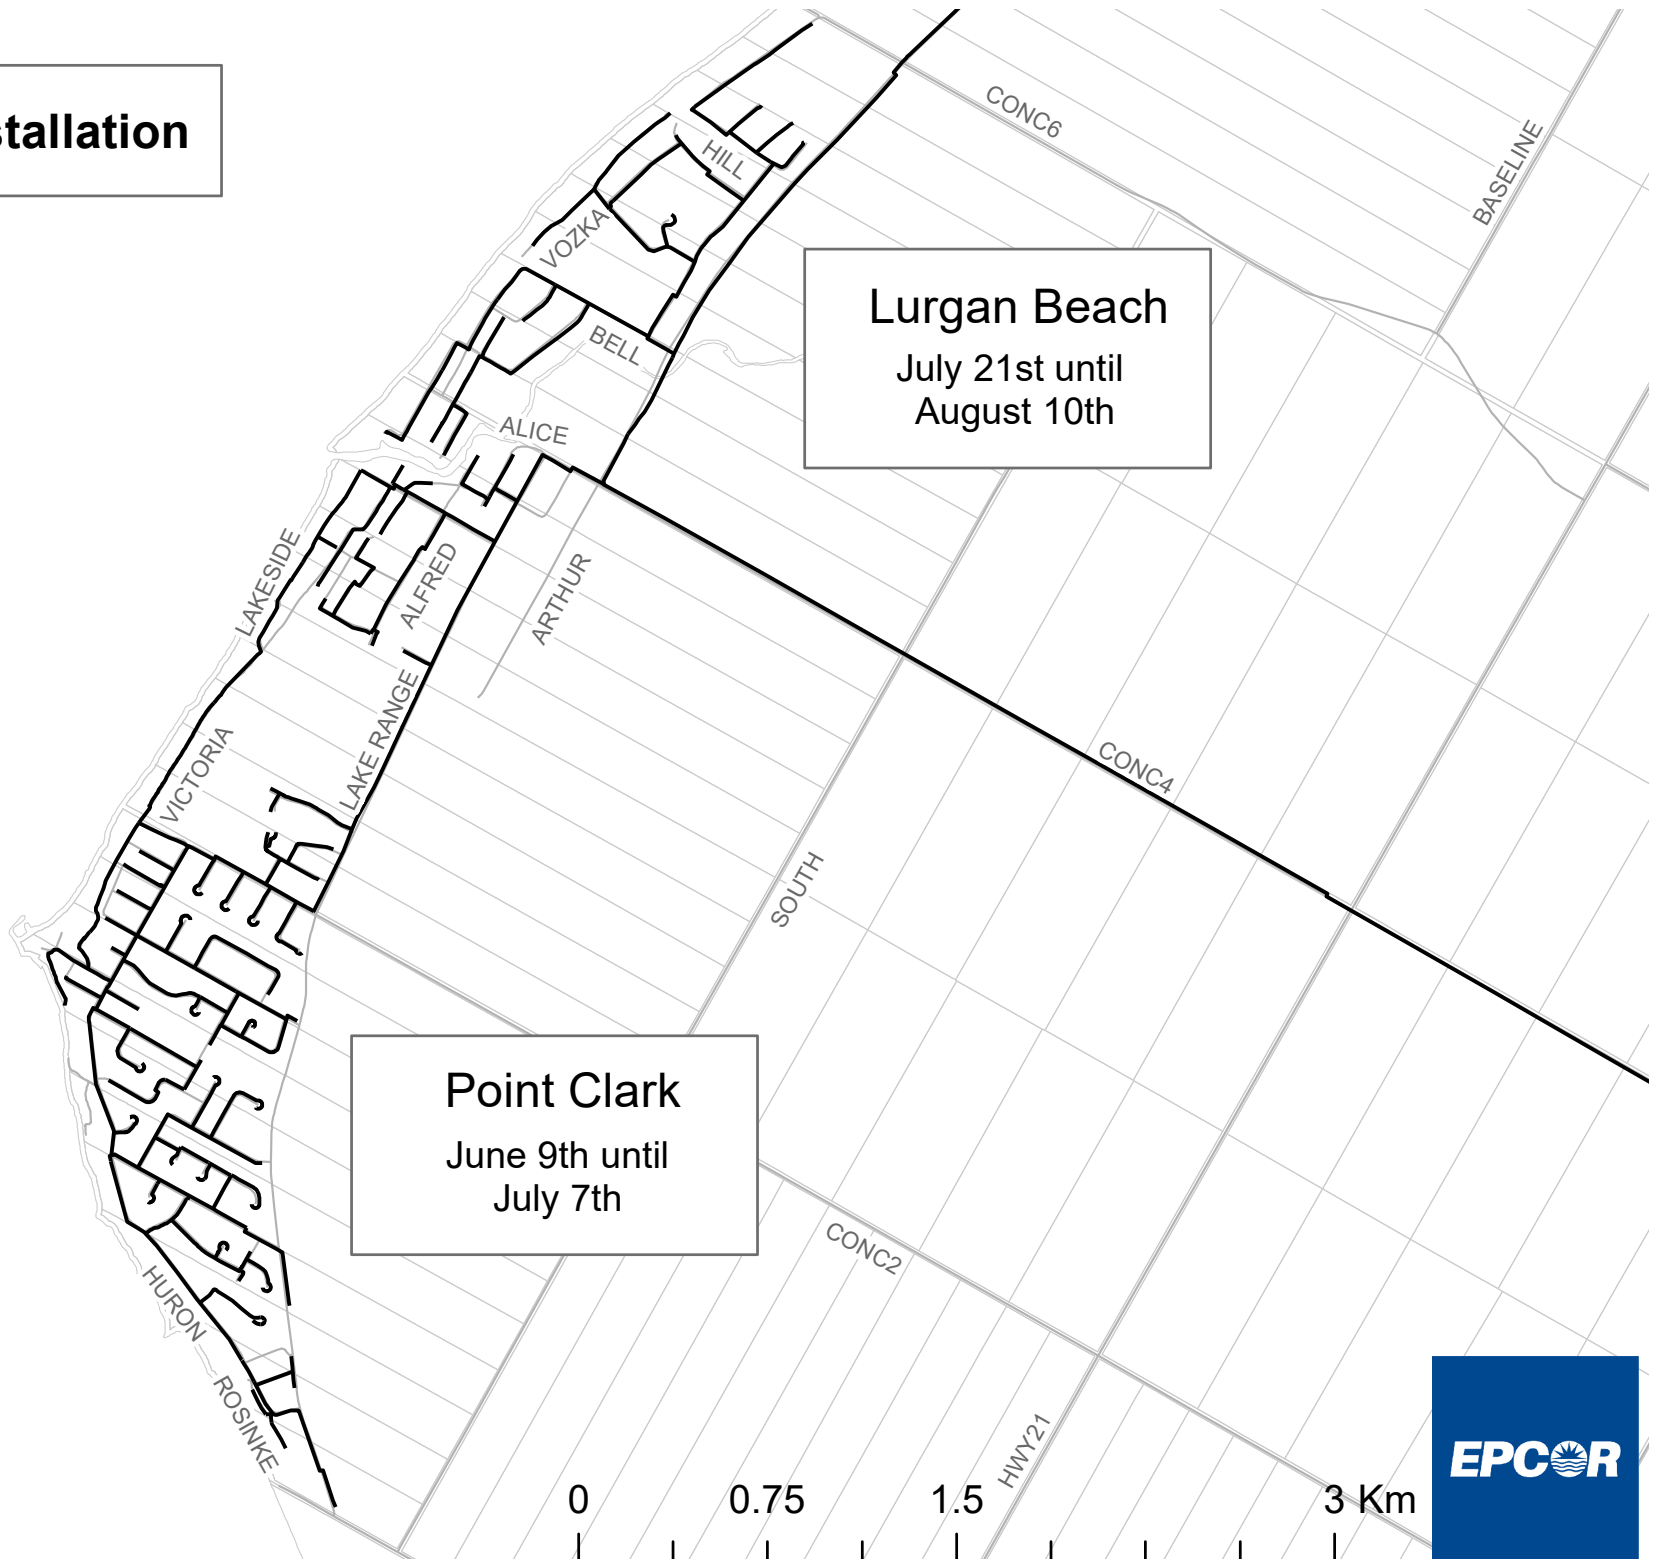 stallation
CONC6
BASELINE
HILL
VOZKA
Lurgan Beach
July 21st until
August 10th
BELL
ALICE
LAKESIDE
ALFRED
ARTHUR
LAKE RANGE
VICTORIA
CONC4
SOUTH
Point Clark
June 9th until
July 7th
CONC2
HURON
ROSINKE
HWY21
EPCOR
0 0.75 1.5 3 Km